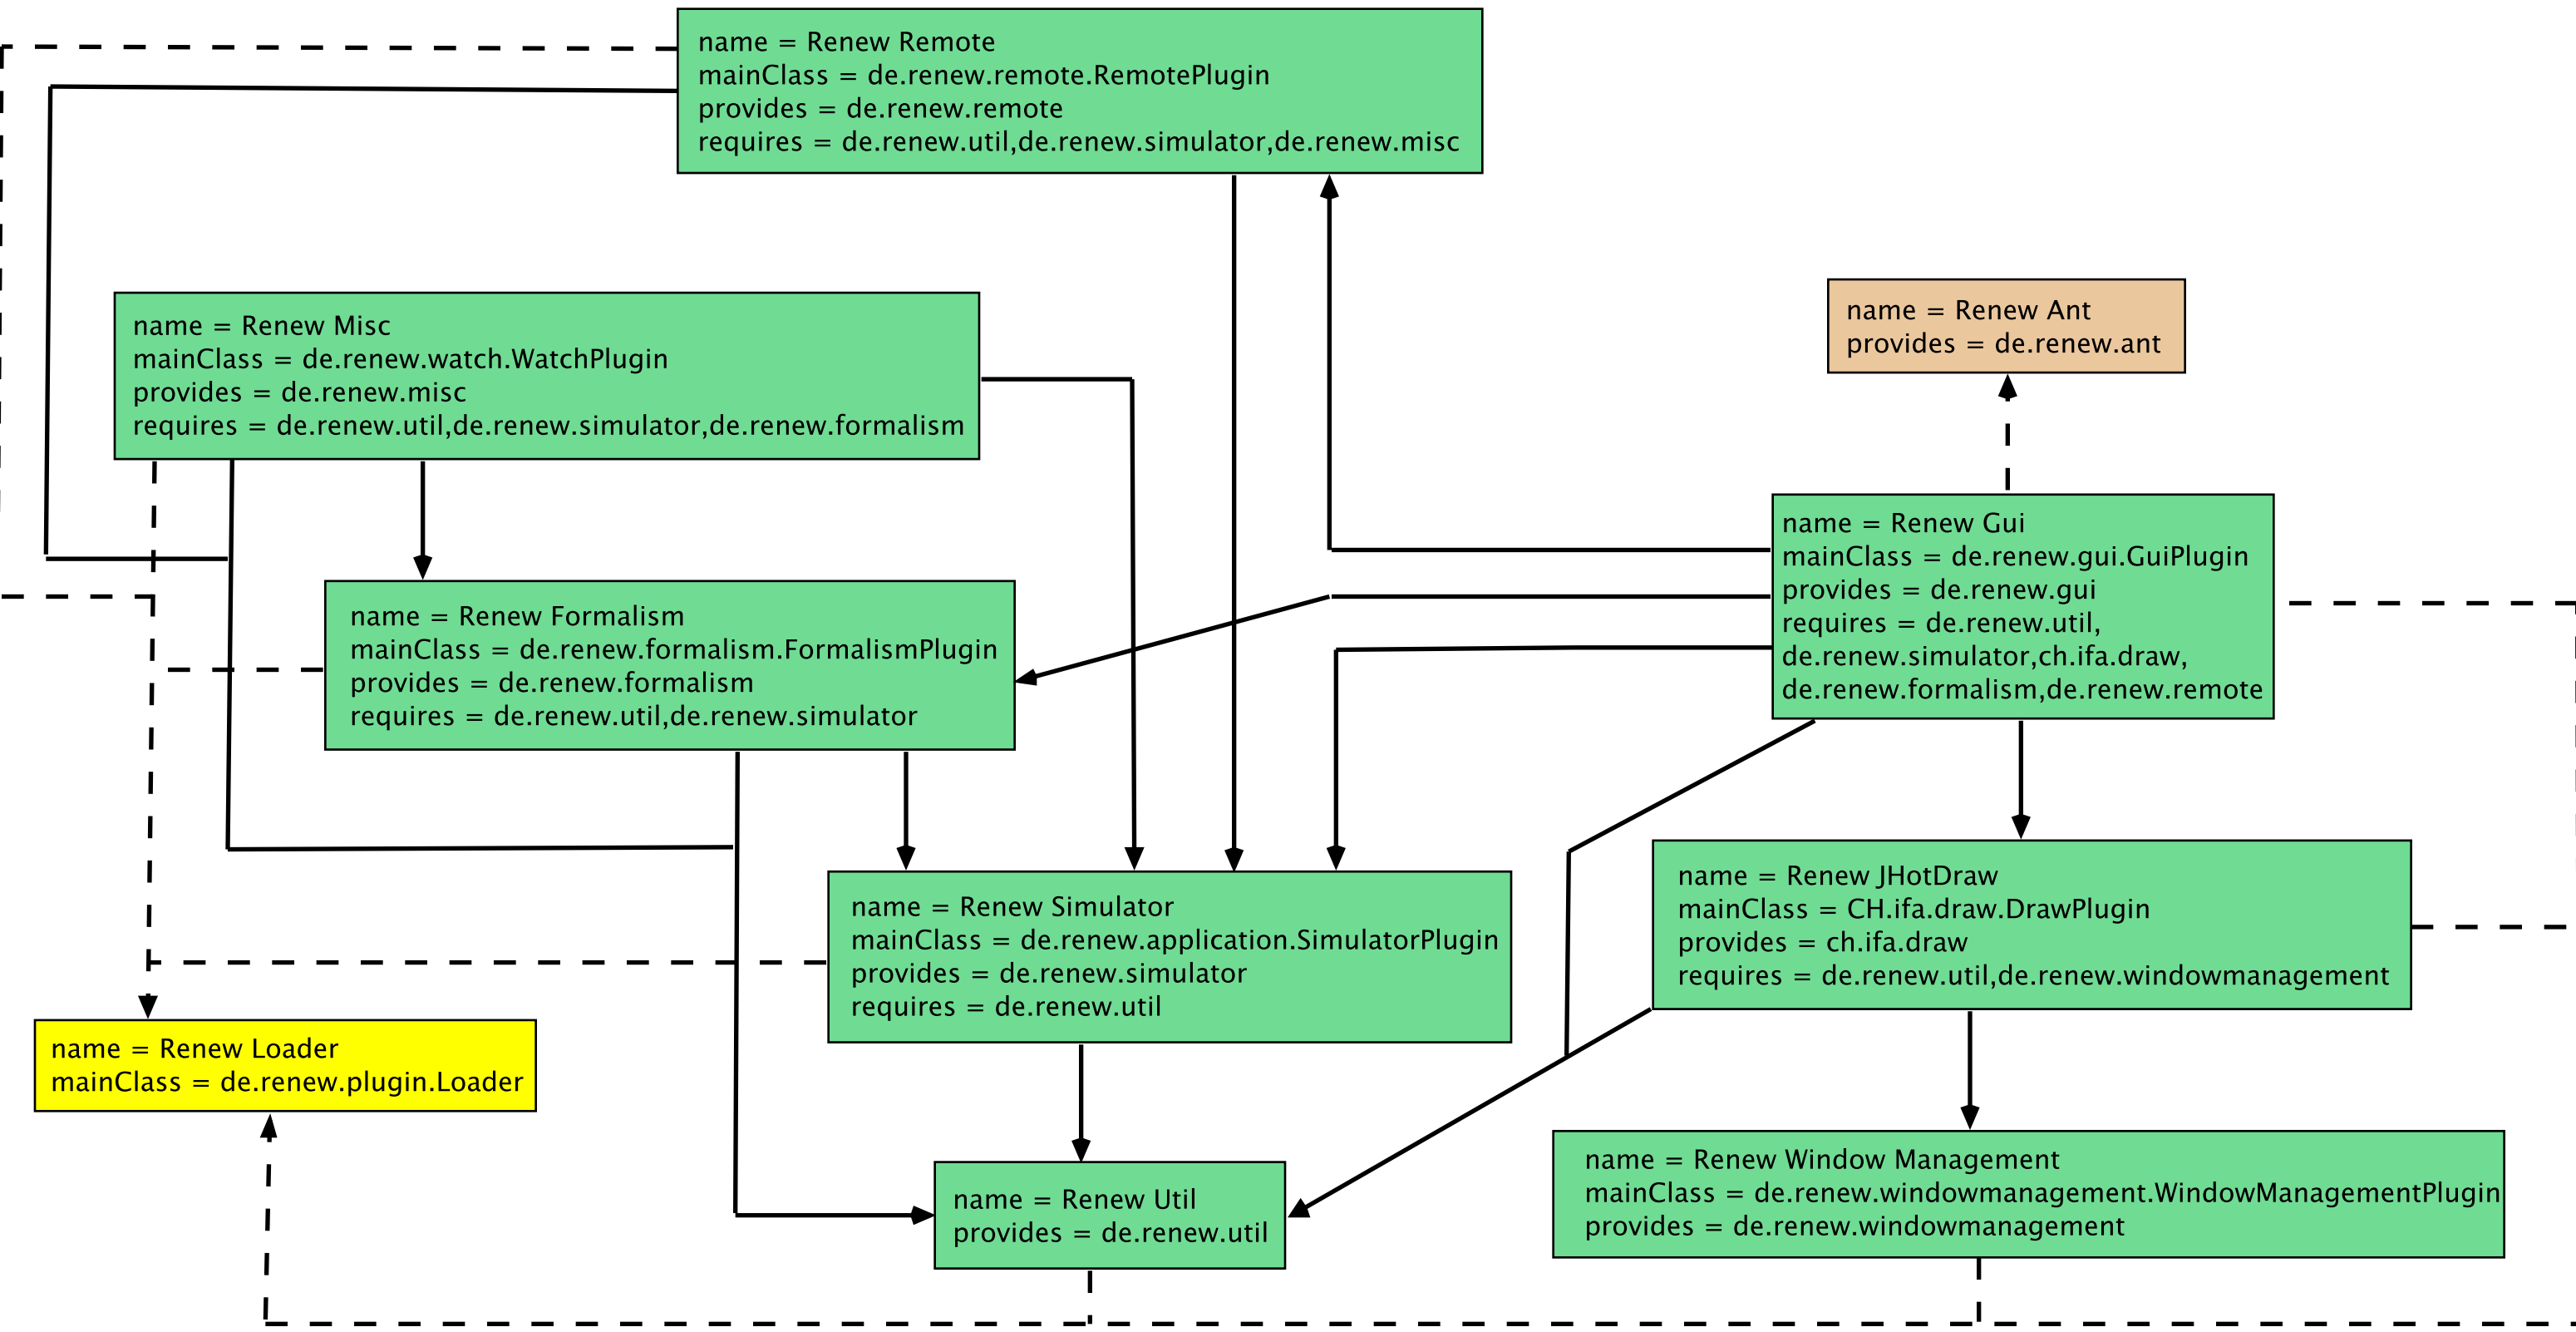 name = Renew Remote
mainClass = de.renew.remote.RemotePlugin
provides = de.renew.remote
requires = de.renew.util,de.renew.simulator,de.renew.misc
name = Renew Misc
mainClass = de.renew.watch.WatchPlugin
provides = de.renew.misc
requires = de.renew.util,de.renew.simulator,de.renew.formalism
name = Renew Ant
provides = de.renew.ant
name = Renew Gui
mainClass = de.renew.gui.GuiPlugin
provides = de.renew.gui
requires = de.renew.util,
de.renew.simulator,ch.ifa.draw,
de.renew.formalism,de.renew.remote
name = Renew Formalism
mainClass = de.renew.formalism.FormalismPlugin
provides = de.renew.formalism
requires = de.renew.util,de.renew.simulator
name = Renew Simulator
mainClass = de.renew.application.SimulatorPlugin
provides = de.renew.simulator
requires = de.renew.util
name = Renew JHotDraw
mainClass = CH.ifa.draw.DrawPlugin
provides = ch.ifa.draw
requires = de.renew.util,de.renew.windowmanagement
name = Renew Loader
mainClass = de.renew.plugin.Loader
name = Renew Util
provides = de.renew.util
name = Renew Window Management
mainClass = de.renew.windowmanagement.WindowManagementPlugin
provides = de.renew.windowmanagement